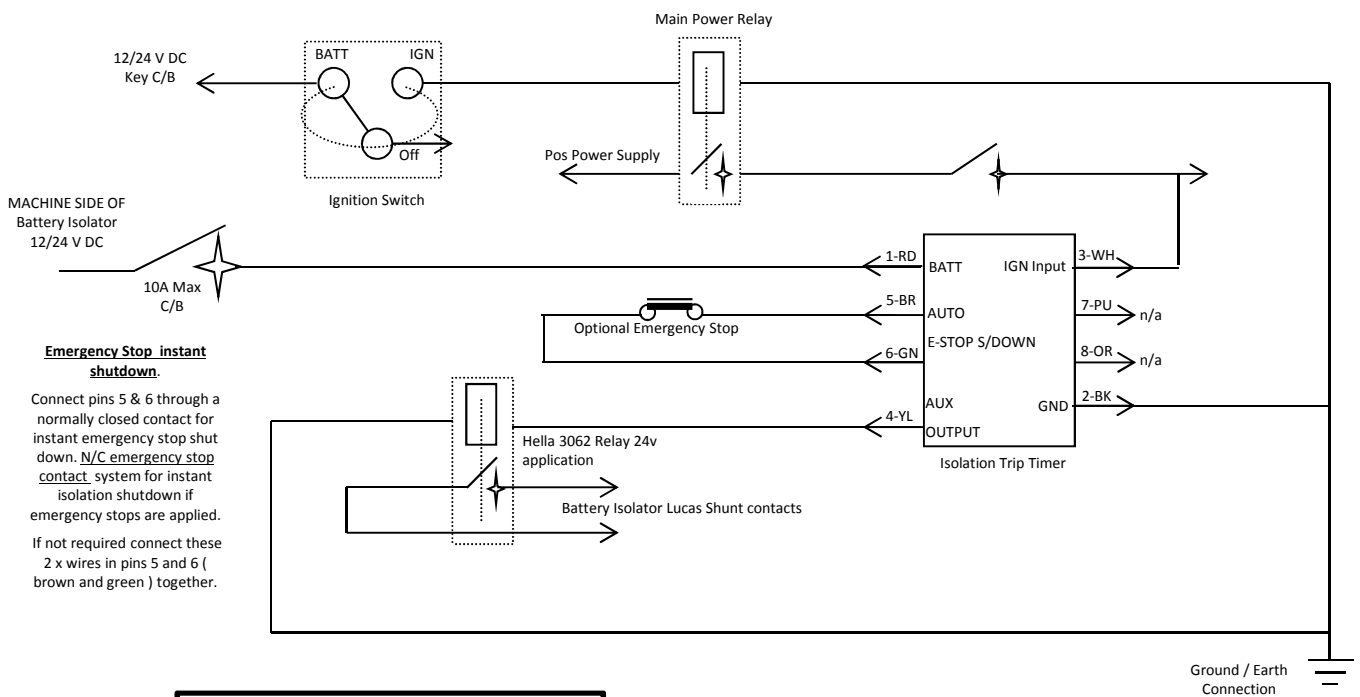 Main Power Relay
12/24 V DC
Key C/B
BATT
IGN
Off
Ignition Switch
Pos Power Supply
MACHINE SIDE OF
Battery Isolator
12/24 V DC
10A Max
C/B
1-RD
BATT
IGN Input
3-WH
5-BR
AUTO
7-PU
n/a
Optional Emergency Stop
E-STOP S/DOWN
6-GN
8-OR
n/a
AUX
OUTPUT
4-YL
GND
2-BK
Isolation Trip Timer
Emergency Stop instant
shutdown.
Connect pins 5 & 6 through a
normally closed contact for
instant emergency stop shut
down. N/C emergency stop
contact system for instant
isolation shutdown if
emergency stops are applied.
If not required connect these
2 x wires in pins 5 and 6 (
brown and green ) together.
Hella 3062 Relay 24v
application
Battery Isolator Lucas Shunt contacts
Ground / Earth
Connection